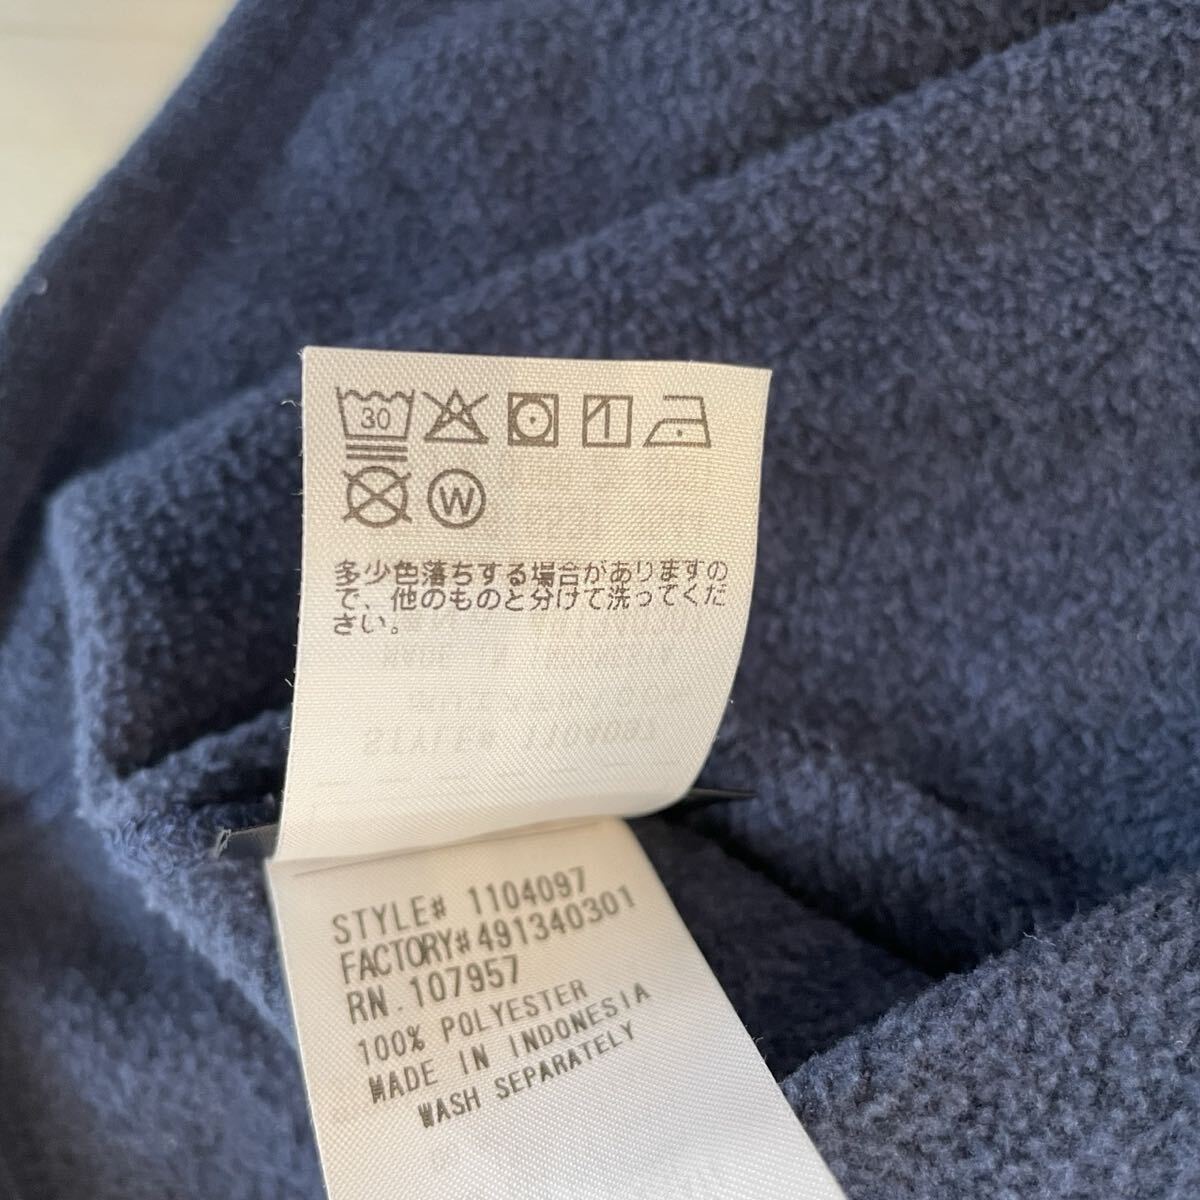 30
W
多少色落ちする場合がありますの
で、他のものと分けて洗ってくだ
さい。
STYLE# 1104097
FACTORY#491340301
RN.107957
100% POLYESTER
MADE IN INDONESIA
WASH SEPARATELY